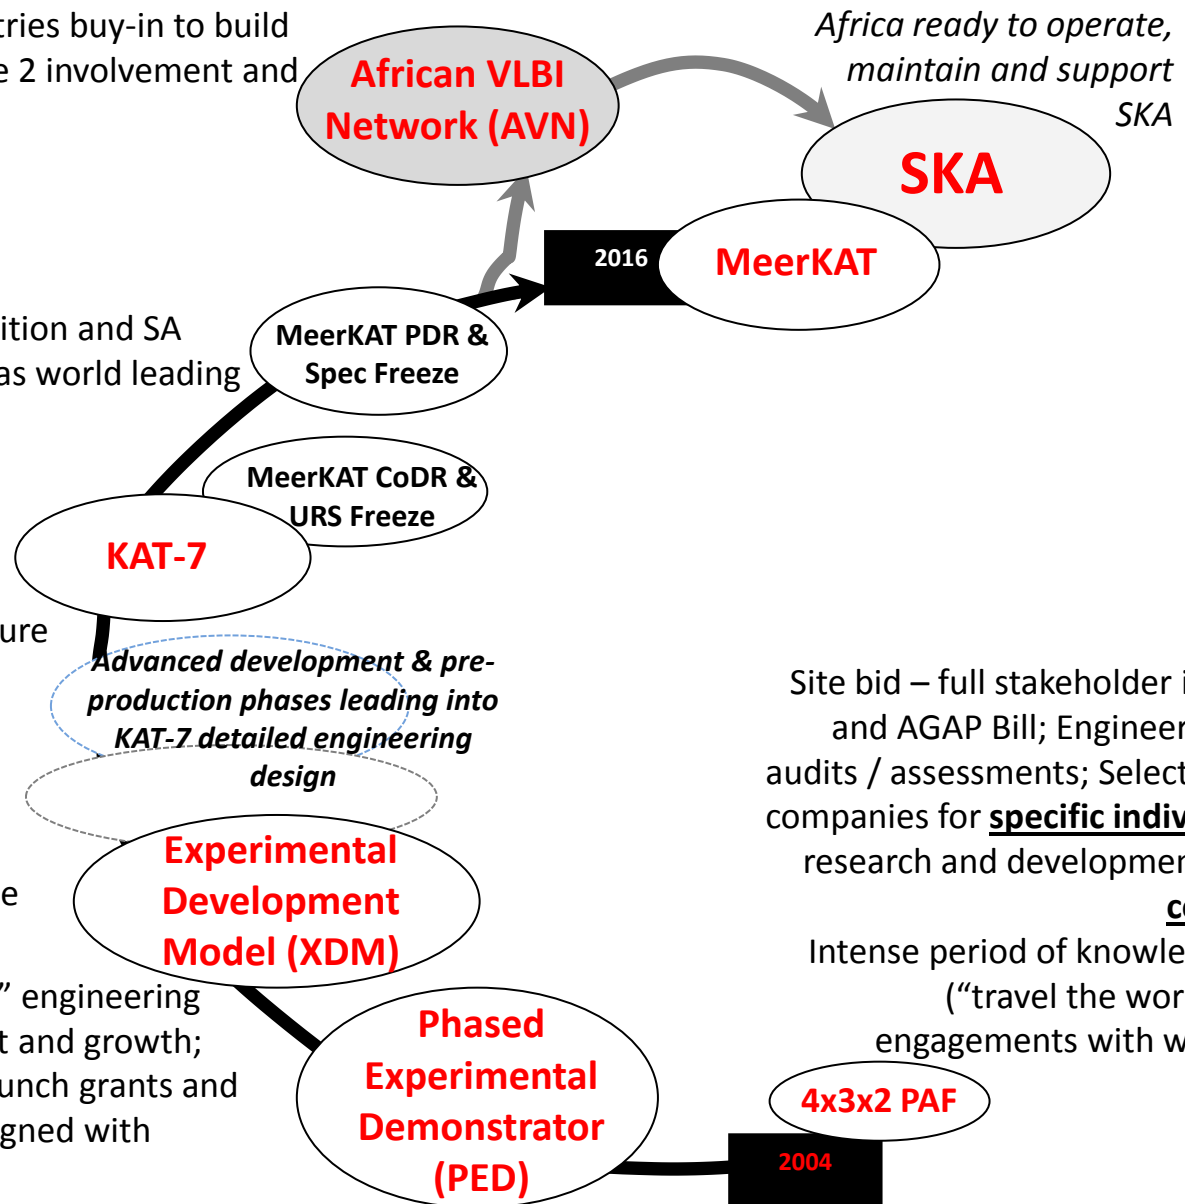 tries buy-in to build
e 2 involvement and
African VLBI
Network (AVN)
Africa ready to operate,
maintain and support
SKA
SKA
2016
MeerKAT
MeerKAT PDR &
Spec Freeze
ition and SA
as world leading
MeerKAT CoDR &
URS Freeze
KAT-7
ure
Advanced development & pre-
production phases leading into
KAT-7 detailed engineering
design
Site bid – full stakeholder i
and AGAP Bill; Engineer
audits / assessments; Select
companies for specific indiv
research and developmen
co
Intense period of knowle
(“travel the wor
engagements with w
Experimental
Development
Model (XDM)
e
” engineering
t and growth;
unch grants and
gned with
Phased
Experimental
Demonstrator
(PED)
4x3x2 PAF
2004